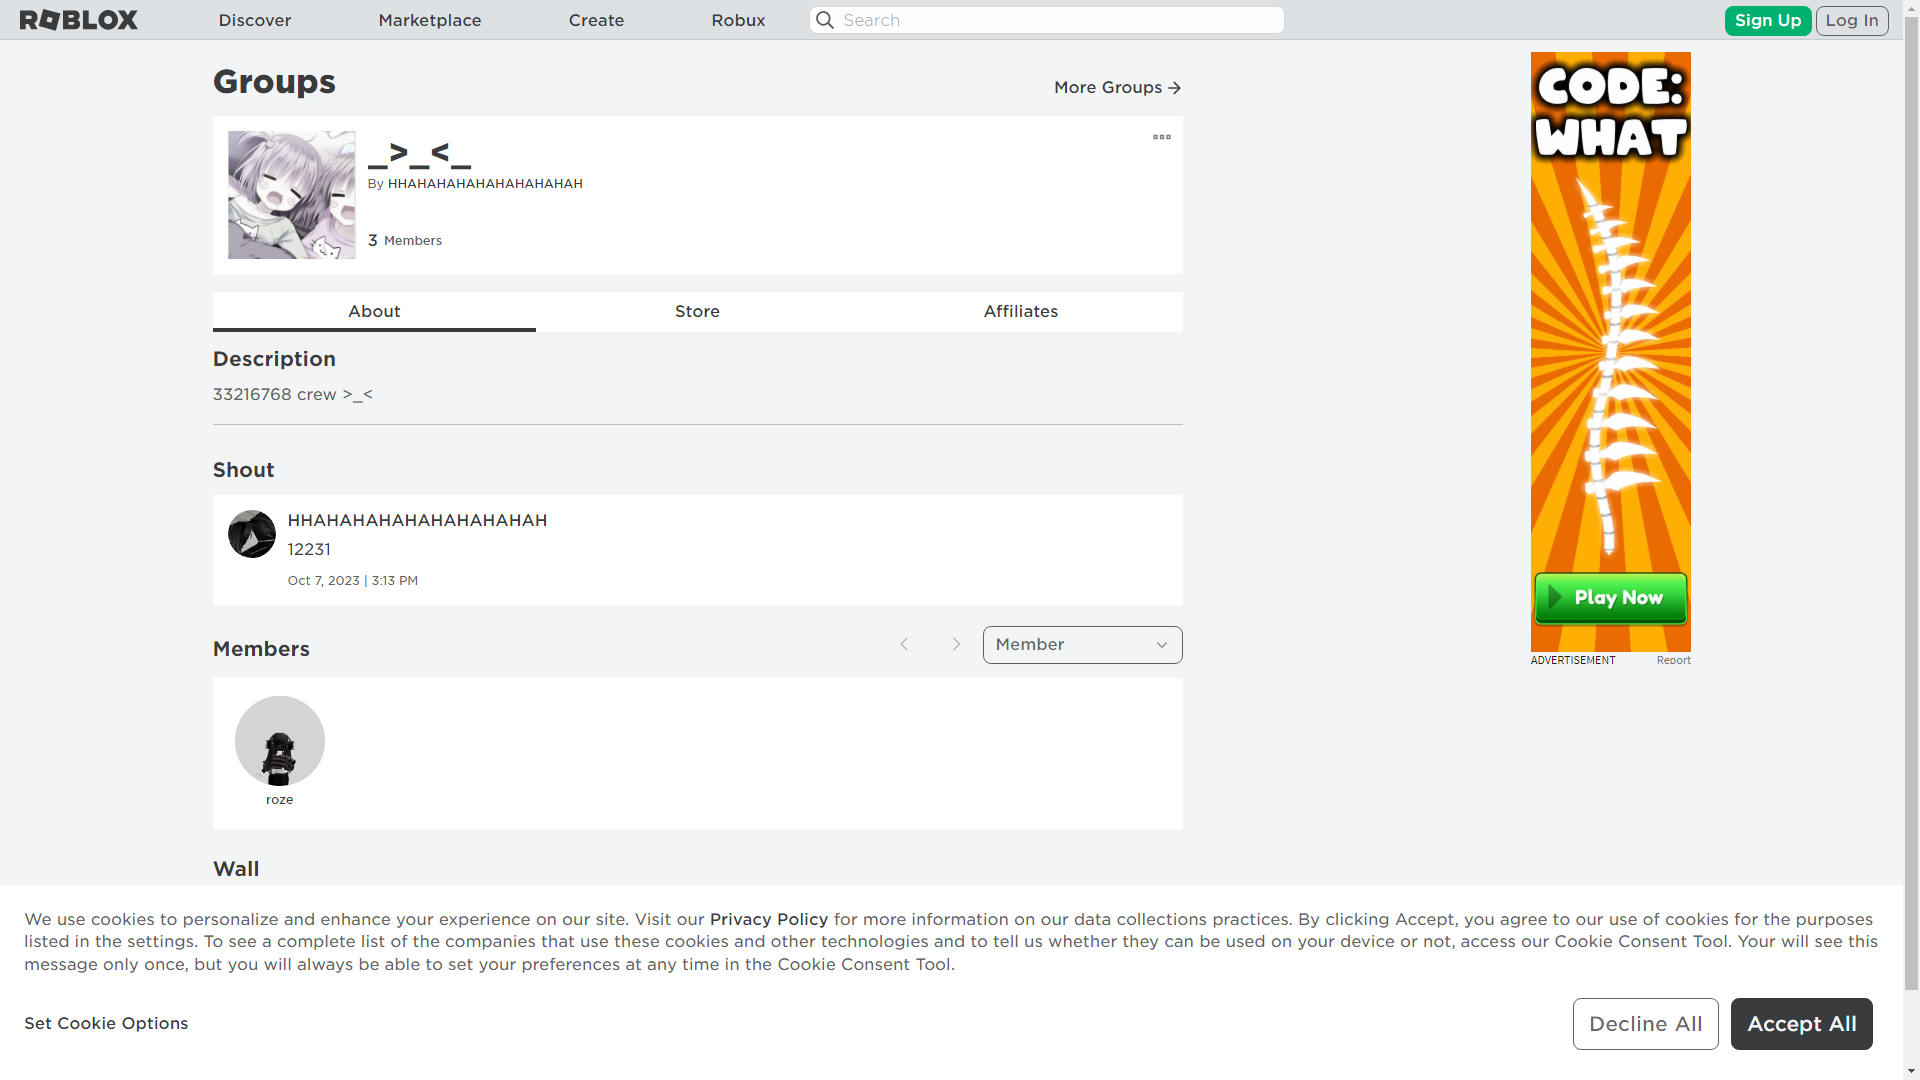 ROBLOX Discover Marketplace Create Robux Search Sign Up Log In
Groups
More Groups
_>_<_
By HHAHAHAHAHAHAHAHAH
3 Members
About Store Affiliates
Description
33216768 crew >_<
Shout
HHAHAHAHAHAHAHAHAH
12231
Oct 7, 2023 | 3:13 PM
Members
Member
roze
Wall
CODE:
WHAT
Play Now
ADVERTISEMENT Report
We use cookies to personalize and enhance your experience on our site. Visit our Privacy Policy for more information on our data collections practices. By clicking Accept, you agree to our use of cookies for the purposes
listed in the settings. To see a complete list of the companies that use these cookies and other technologies and to tell us whether they can be used on your device or not, access our Cookie Consent Tool. Your will see this
message only once, but you will always be able to set your preferences at any time in the Cookie Consent Tool.
Set Cookie Options
Decline All
Accept All